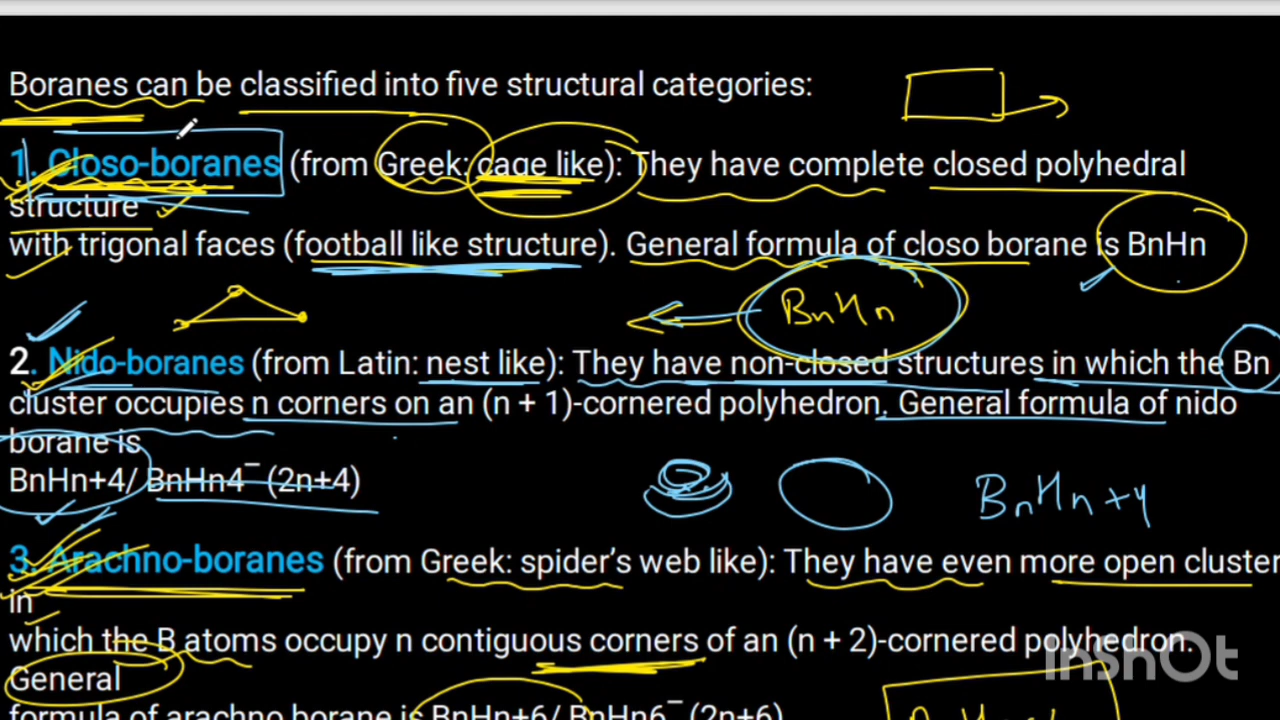 Boranes can be classified into five structural categories:
1. Closo-boranes (from Greek: cage like): They have complete closed polyhedral
structure
with trigonal faces (football like structure). General formula of closo borane is BnHn
BnHn
2. Nido-boranes (from Latin: nest like): They have non-closed structures in which the Bn
cluster occupies n corners on an (n + 1)-cornered polyhedron. General formula of nido
borane is
BnHn+4/ BnHn4⁻ (2n+4)
BnHn+4
3. Arachno-boranes (from Greek: spider’s web like): They have even more open cluster
in
which the B atoms occupy n contiguous corners of an (n + 2)-cornered polyhedron.
InShOt
General
formula of arachno borane is BnHn+6/ BnHn6⁻ (2n+6)